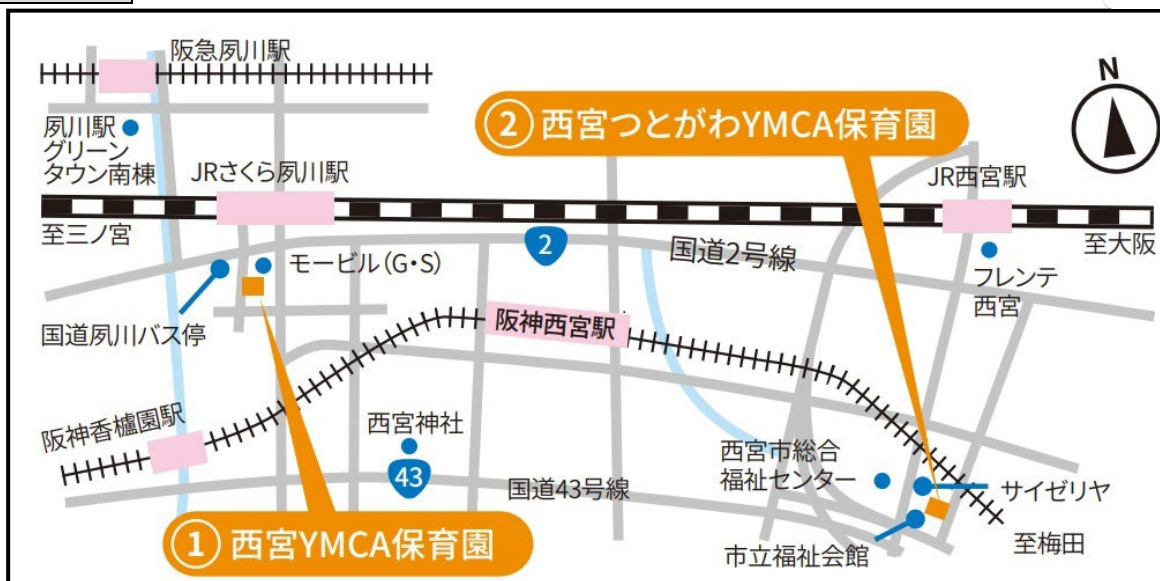 阪急夙川駅
N
② 西宮つとがわYMCA保育園
夙川駅
グリーン
タウン南棟
JRさくら夙川駅
JR西宮駅
至三ノ宮
2
国道2号線
至大阪
モービル(G・S)
フレンテ
西宮
国道夙川バス停
阪神西宮駅
阪神香櫨園駅
西宮神社
43
国道43号線
西宮市総合
福祉センター
サイゼリヤ
① 西宮YMCA保育園
市立福祉会館
至梅田